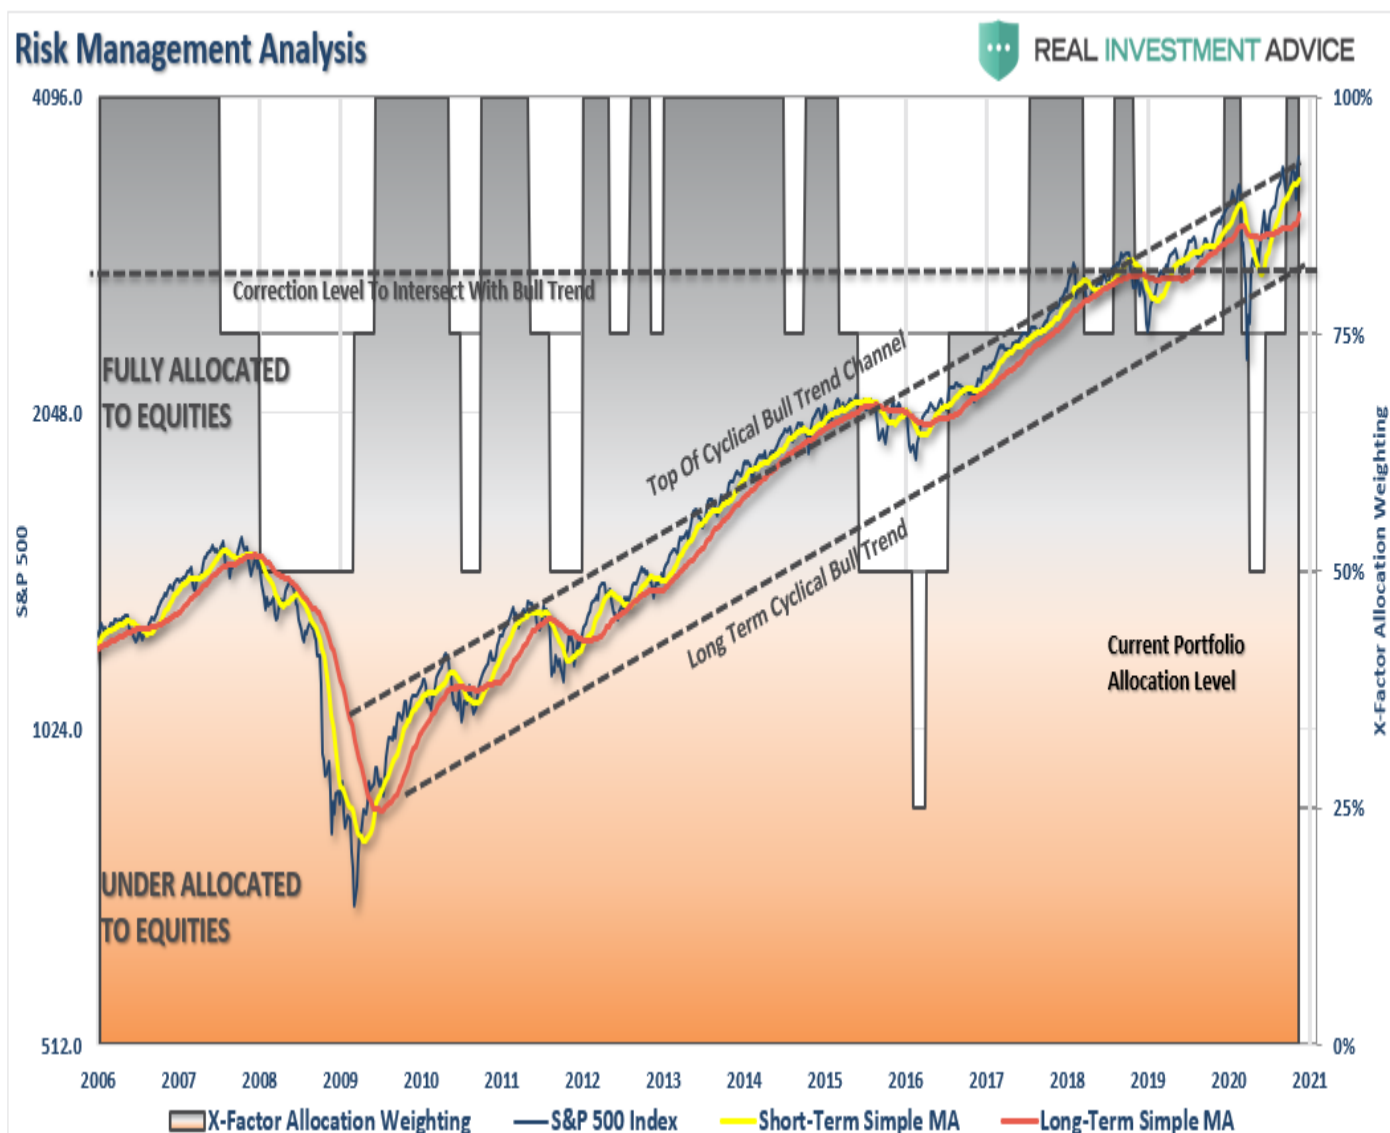 Risk Management Analysis
REAL INVESTMENT ADVICE
4096.0
100%
Correction Level To Intersect With Bull Trend
75%
FULLY ALLOCATED
TO EQUITIES
Top Of Cyclical Bull Trend Channel
2048.0
S&P 500
X-Factor Allocation Weighting
50%
Long Term Cyclical Bull Trend
Current Portfolio
Allocation Level
1024.0
25%
UNDER ALLOCATED
TO EQUITIES
512.0
0%
2006 2007 2008 2009 2010 2011 2012 2013 2014 2015 2016 2017 2018 2019 2020 2021
X-Factor Allocation Weighting S&P 500 Index Short-Term Simple MA Long-Term Simple MA